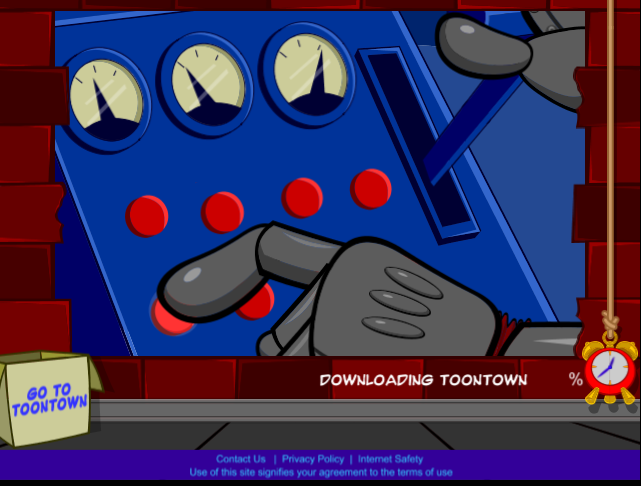 DOWNLOADING TOONTOWN %
GO TO
TOONTOWN
Contact Us | Privacy Policy | Internet Safety
Use of this site signifies your agreement to the terms of use